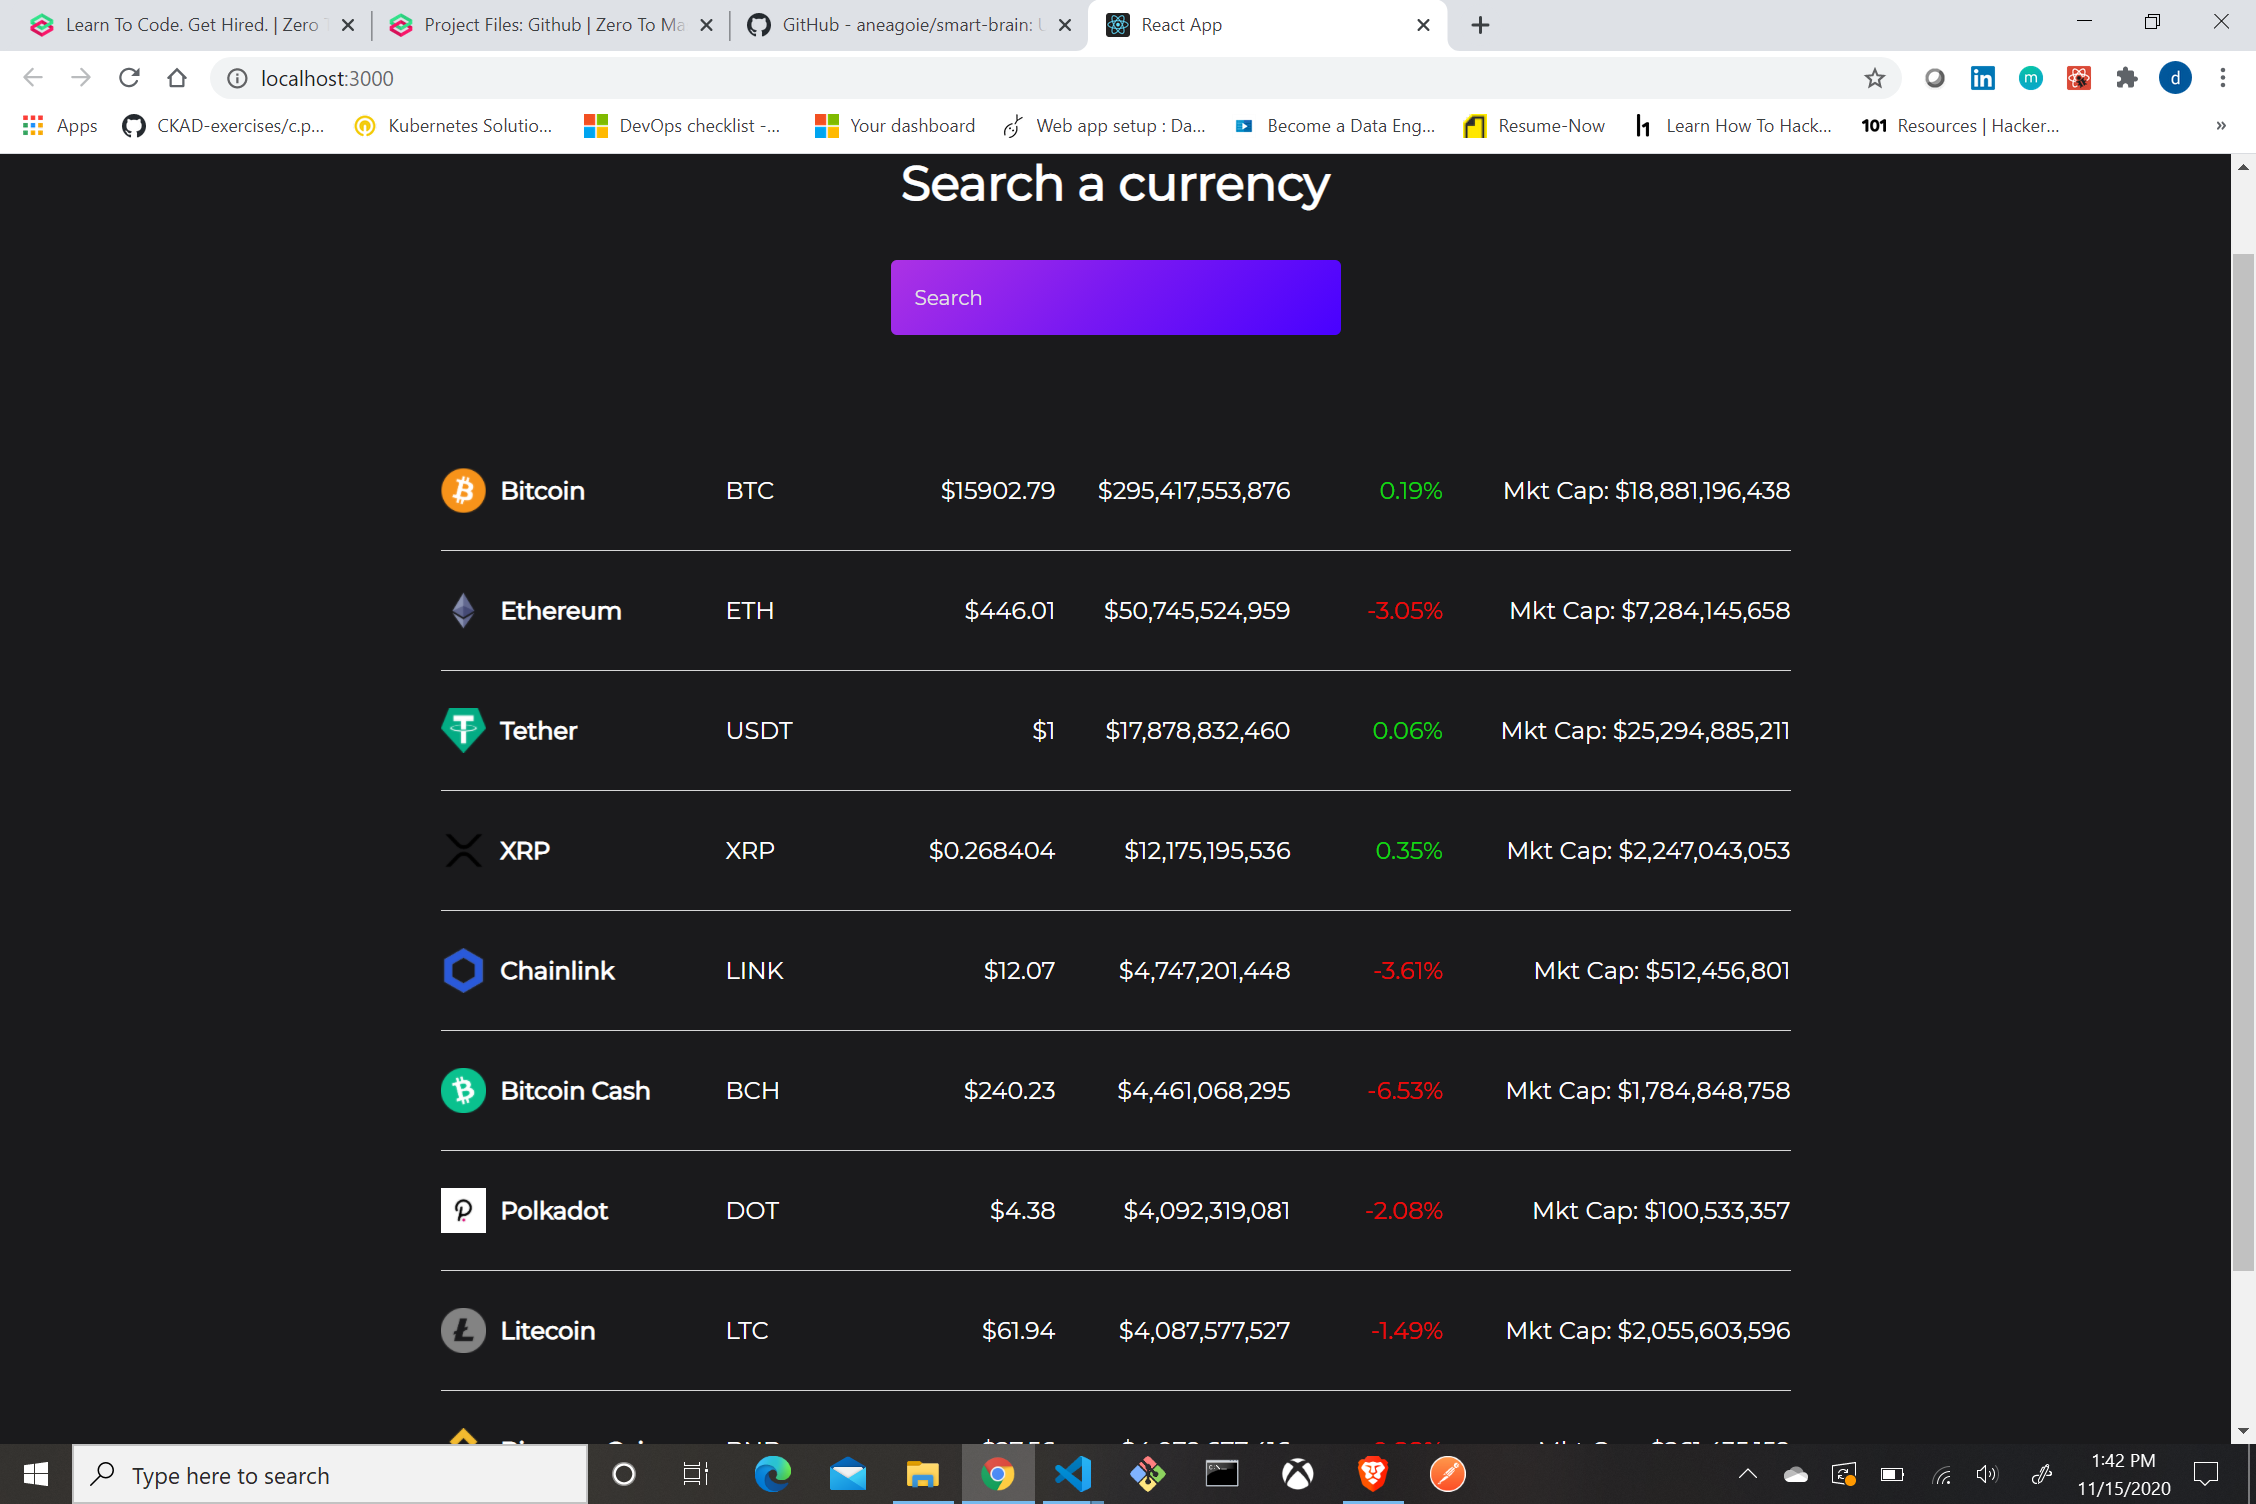 Learn To Code. Get Hired. | Zero
Project Files: Github | Zero To Ma
GitHub - aneagoie/smart-brain:
React App
localhost:3000
Apps
CKAD-exercises/c.p...
Kubernetes Solutio...
DevOps checklist -...
Your dashboard
Web app setup : Da...
Become a Data Eng...
Resume-Now
Learn How To Hack...
101 Resources | Hacker...
Search a currency
Search
Bitcoin BTC $15902.79 $295,417,553,876 0.19% Mkt Cap: $18,881,196,438
Ethereum ETH $446.01 $50,745,524,959 -3.05% Mkt Cap: $7,284,145,658
Tether USDT $1 $17,878,832,460 0.06% Mkt Cap: $25,294,885,211
XRP XRP $0.268404 $12,175,195,536 0.35% Mkt Cap: $2,247,043,053
Chainlink LINK $12.07 $4,747,201,448 -3.61% Mkt Cap: $512,456,801
Bitcoin Cash BCH $240.23 $4,461,068,295 -6.53% Mkt Cap: $1,784,848,758
Polkadot DOT $4.38 $4,092,319,081 -2.08% Mkt Cap: $100,533,357
Litecoin LTC $61.94 $4,087,577,527 -1.49% Mkt Cap: $2,055,603,596
Type here to search
1:42 PM
11/15/2020